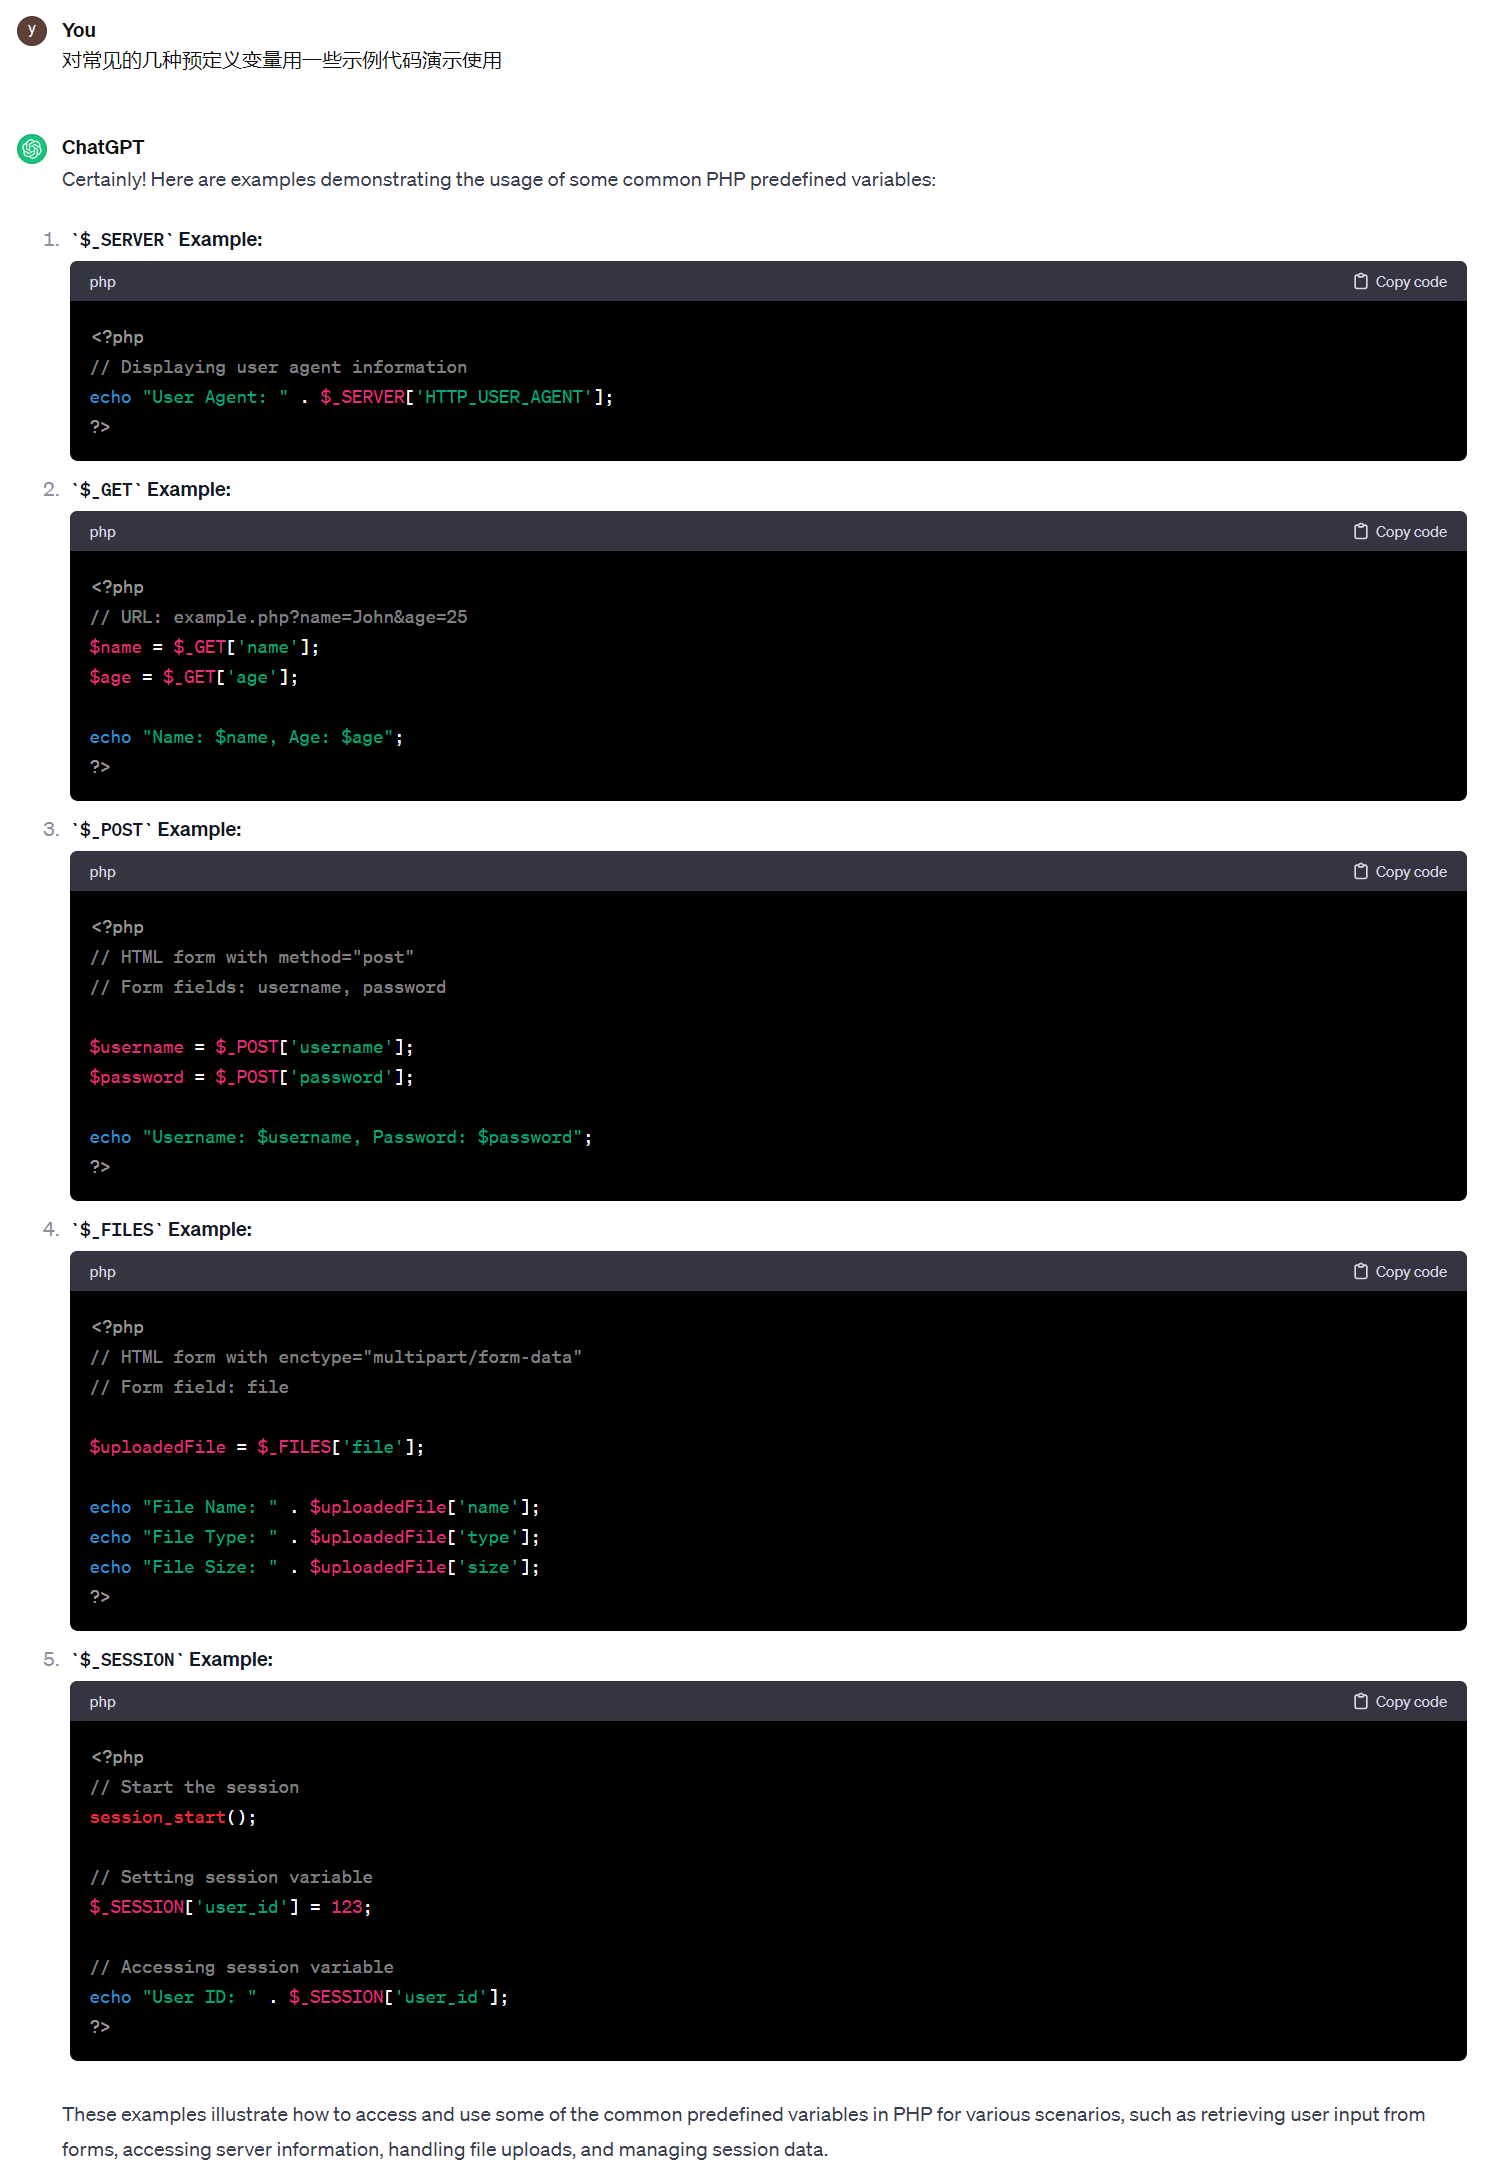 y
You
对常见的几种预定义变量用一些示例代码演示使用
ChatGPT
Certainly! Here are examples demonstrating the usage of some common PHP predefined variables:
1. `$_SERVER` Example:
php
Copy code
<?php
// Displaying user agent information
echo "User Agent: " . $_SERVER['HTTP_USER_AGENT'];
?>
2. `$_GET` Example:
php
Copy code
<?php
// URL: example.php?name=John&age=25
$name = $_GET['name'];
$age = $_GET['age'];
echo "Name: $name, Age: $age";
?>
3. `$_POST` Example:
php
Copy code
<?php
// HTML form with method="post"
// Form fields: username, password
$username = $_POST['username'];
$password = $_POST['password'];
echo "Username: $username, Password: $password";
?>
4. `$_FILES` Example:
php
Copy code
<?php
// HTML form with enctype="multipart/form-data"
// Form field: file
$uploadedFile = $_FILES['file'];
echo "File Name: " . $uploadedFile['name'];
echo "File Type: " . $uploadedFile['type'];
echo "File Size: " . $uploadedFile['size'];
?>
5. `$_SESSION` Example:
php
Copy code
<?php
// Start the session
session_start();
// Setting session variable
$_SESSION['user_id'] = 123;
// Accessing session variable
echo "User ID: " . $_SESSION['user_id'];
?>
These examples illustrate how to access and use some of the common predefined variables in PHP for various scenarios, such as retrieving user input from
forms, accessing server information, handling file uploads, and managing session data.